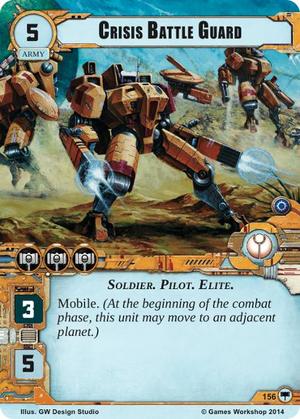 5
ARMY
CRISIS BATTLE GUARD
SOLDIER. PILOT. ELITE.
3
Mobile. (At the beginning of the combat
phase, this unit may move to an adjacent
planet.)
5
156
Illus. GW Design Studio
© Games Workshop 2014